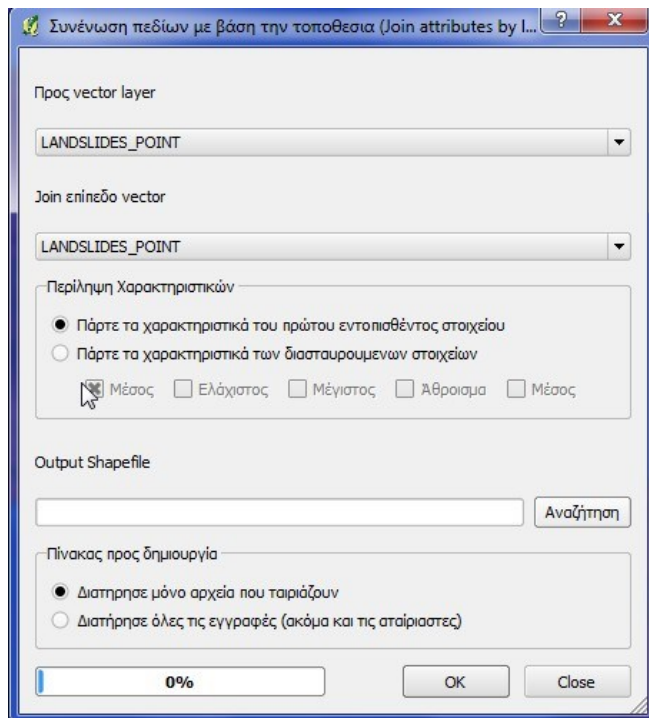 Συνένωση πεδίων με βάση την τοποθεσια (Join attributes by l...
Προς vector layer
LANDSLIDES_POINT
Join επίπεδο vector
LANDSLIDES_POINT
Περίληψη Χαρακτηριστικών
Πάρτε τα χαρακτηριστικά του πρώτου εντοπισθέντος στοιχείου
Πάρτε τα χαρακτηριστικά των διασταυρουμενων στοιχείων
Μέσος Ελάχιστος Μέγιστος Άθροισμα Μέσος
Output Shapefile
Αναζήτηση
Πίνακας προς δημιουργία
Διατηρησε μόνο αρχεία που ταιριάζουν
Διατήρησε όλες τις εγγραφές (ακόμα και τις αταίριαστες)
0% OK Close